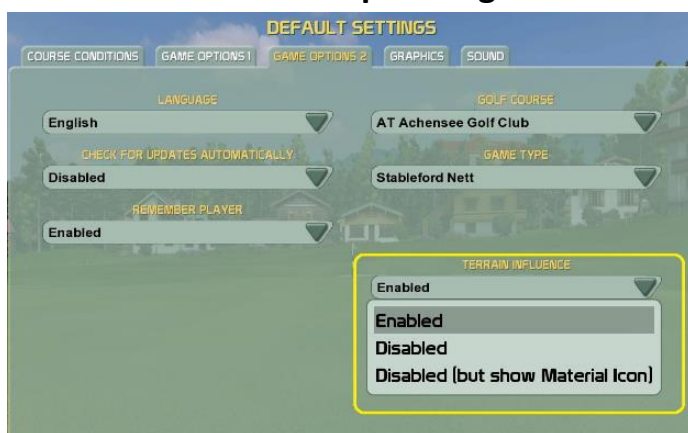 DEFAULT SETTINGS
COURSE CONDITIONS GAME OPTIONS 1 GAME OPTIONS 2 GRAPHICS SOUND
LANGUAGE GOLF COURSE
English AT Achensee Golf Club
CHECK FOR UPDATES AUTOMATICALLY GAME TYPE
Disabled Stableford Nett
REMEMBER PLAYER
Enabled
TERRAIN INFLUENCE
Enabled
Enabled
Disabled
Disabled (but show Material Icon)